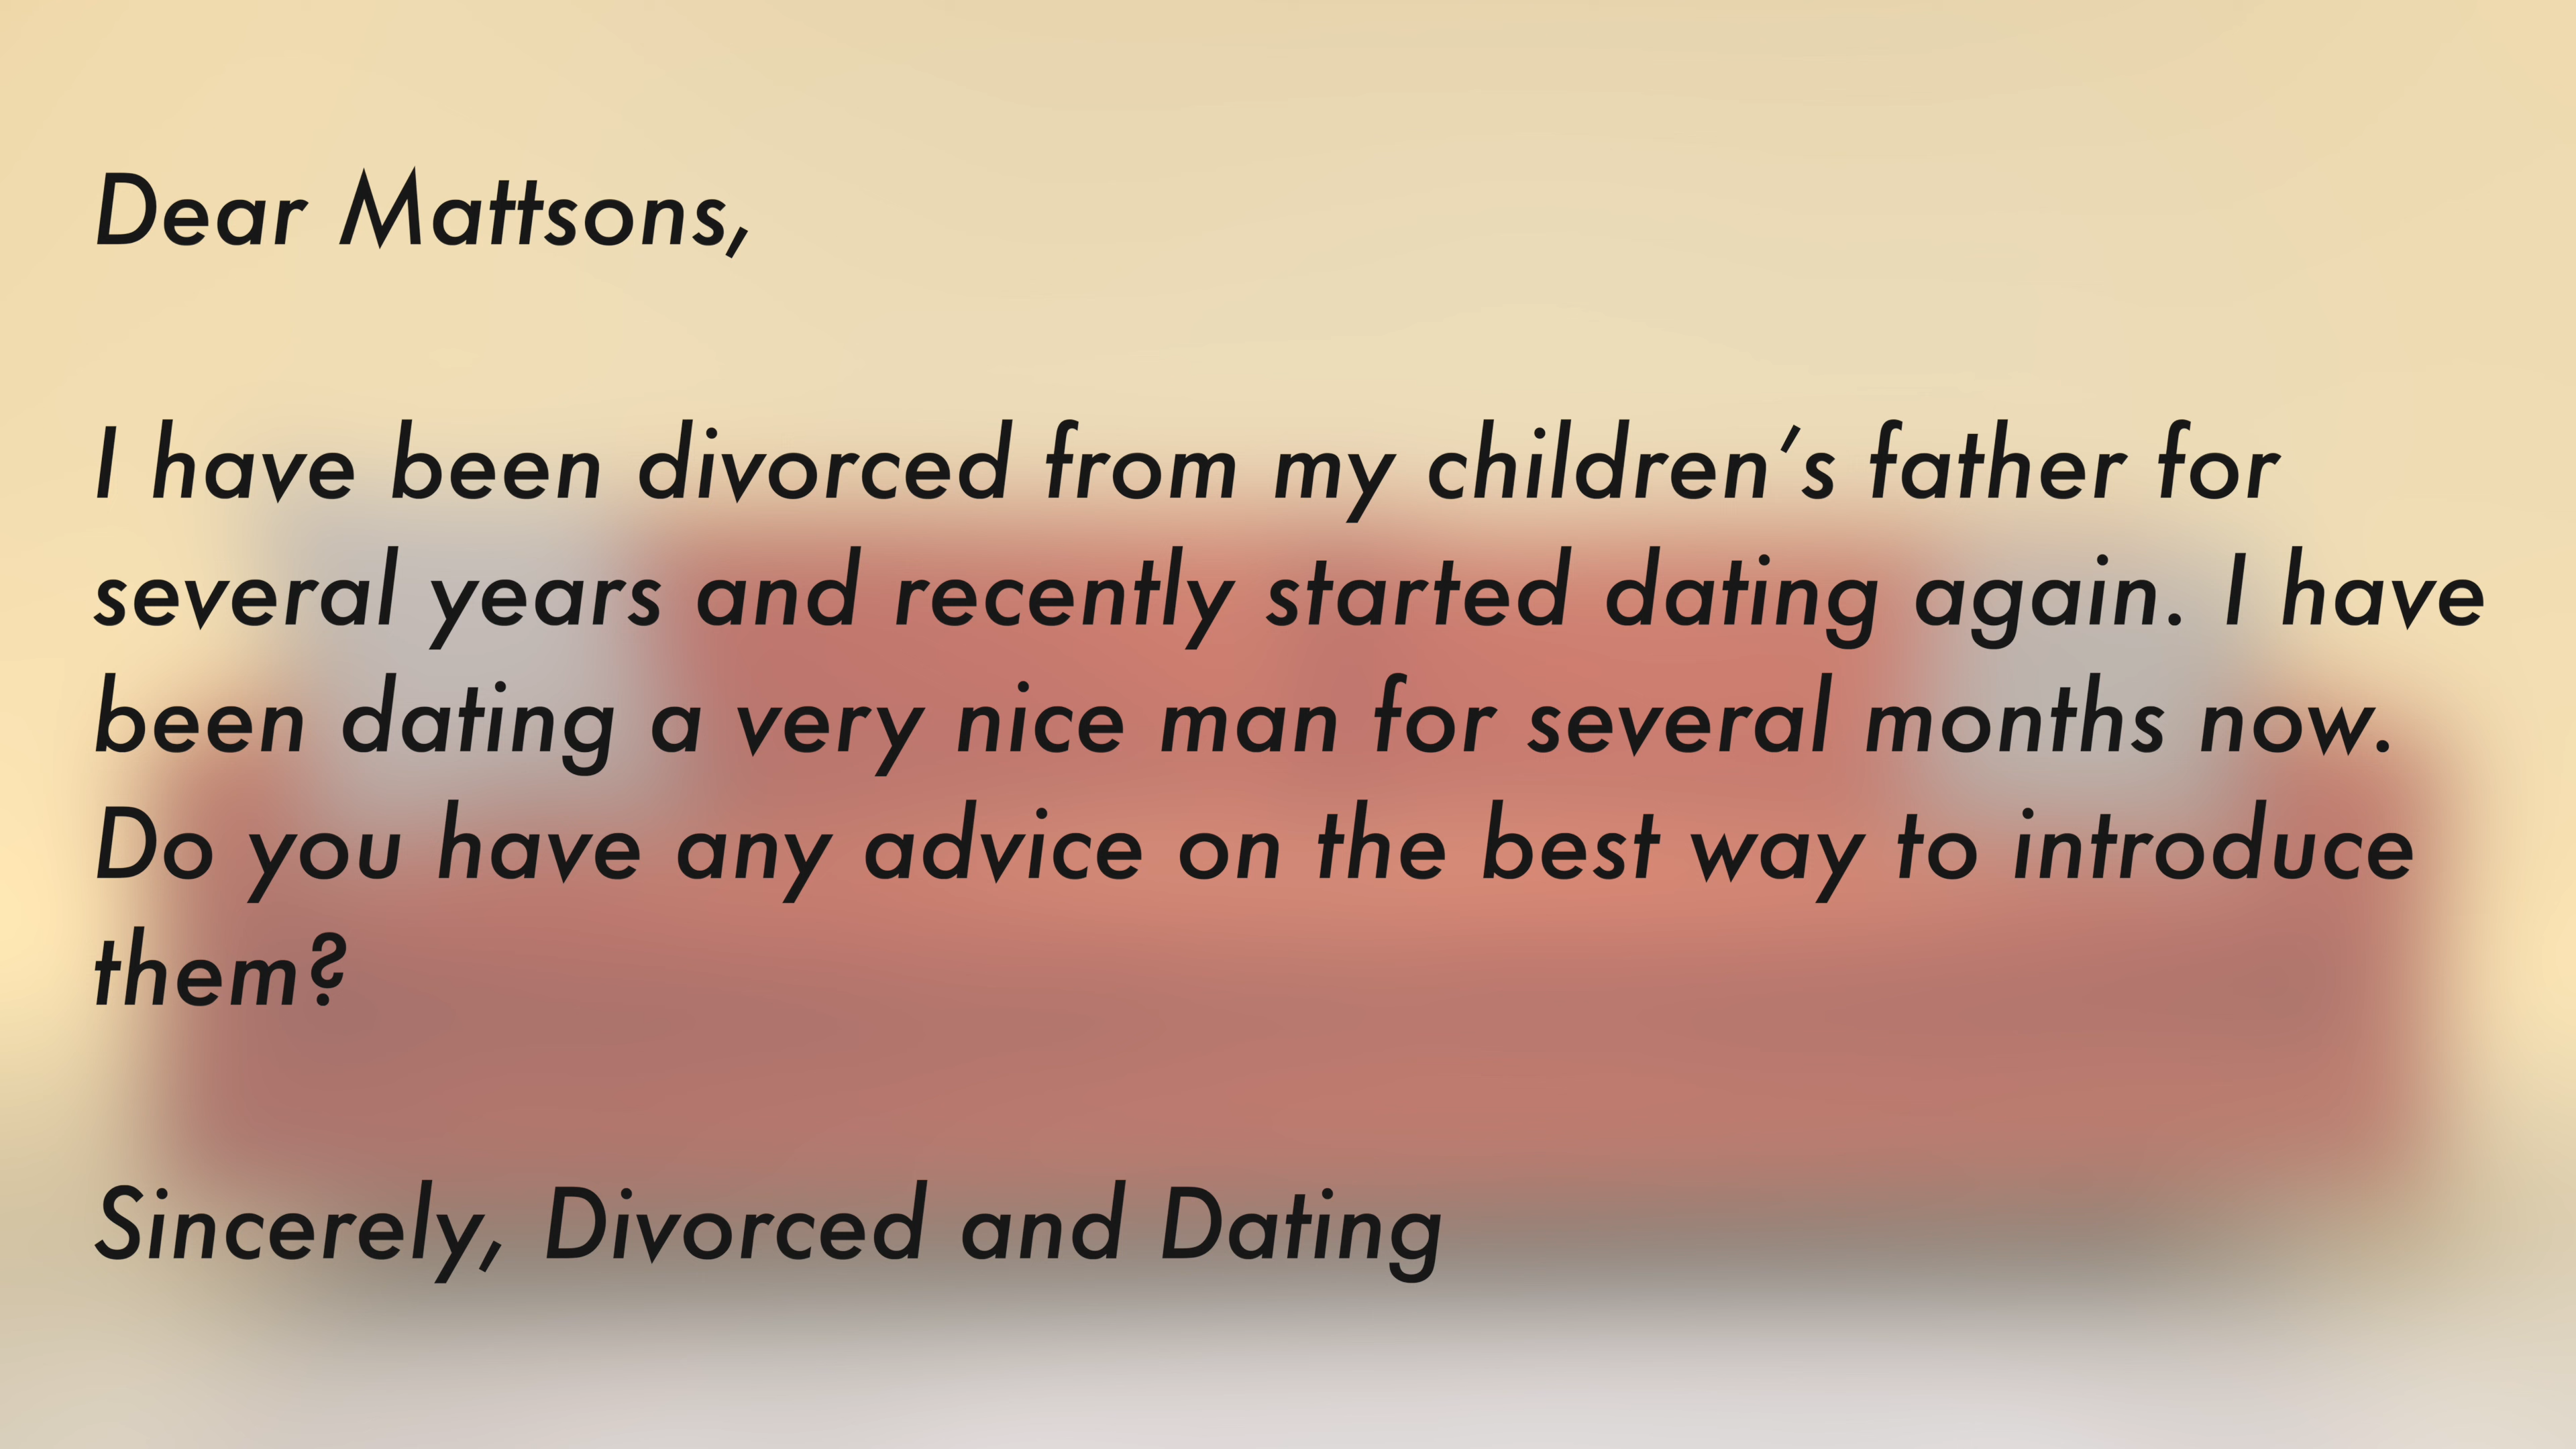 Dear Mattsons,
I have been divorced from my children’s father for
several years and recently started dating again. I have
been dating a very nice man for several months now.
Do you have any advice on the best way to introduce
them?
Sincerely, Divorced and Dating